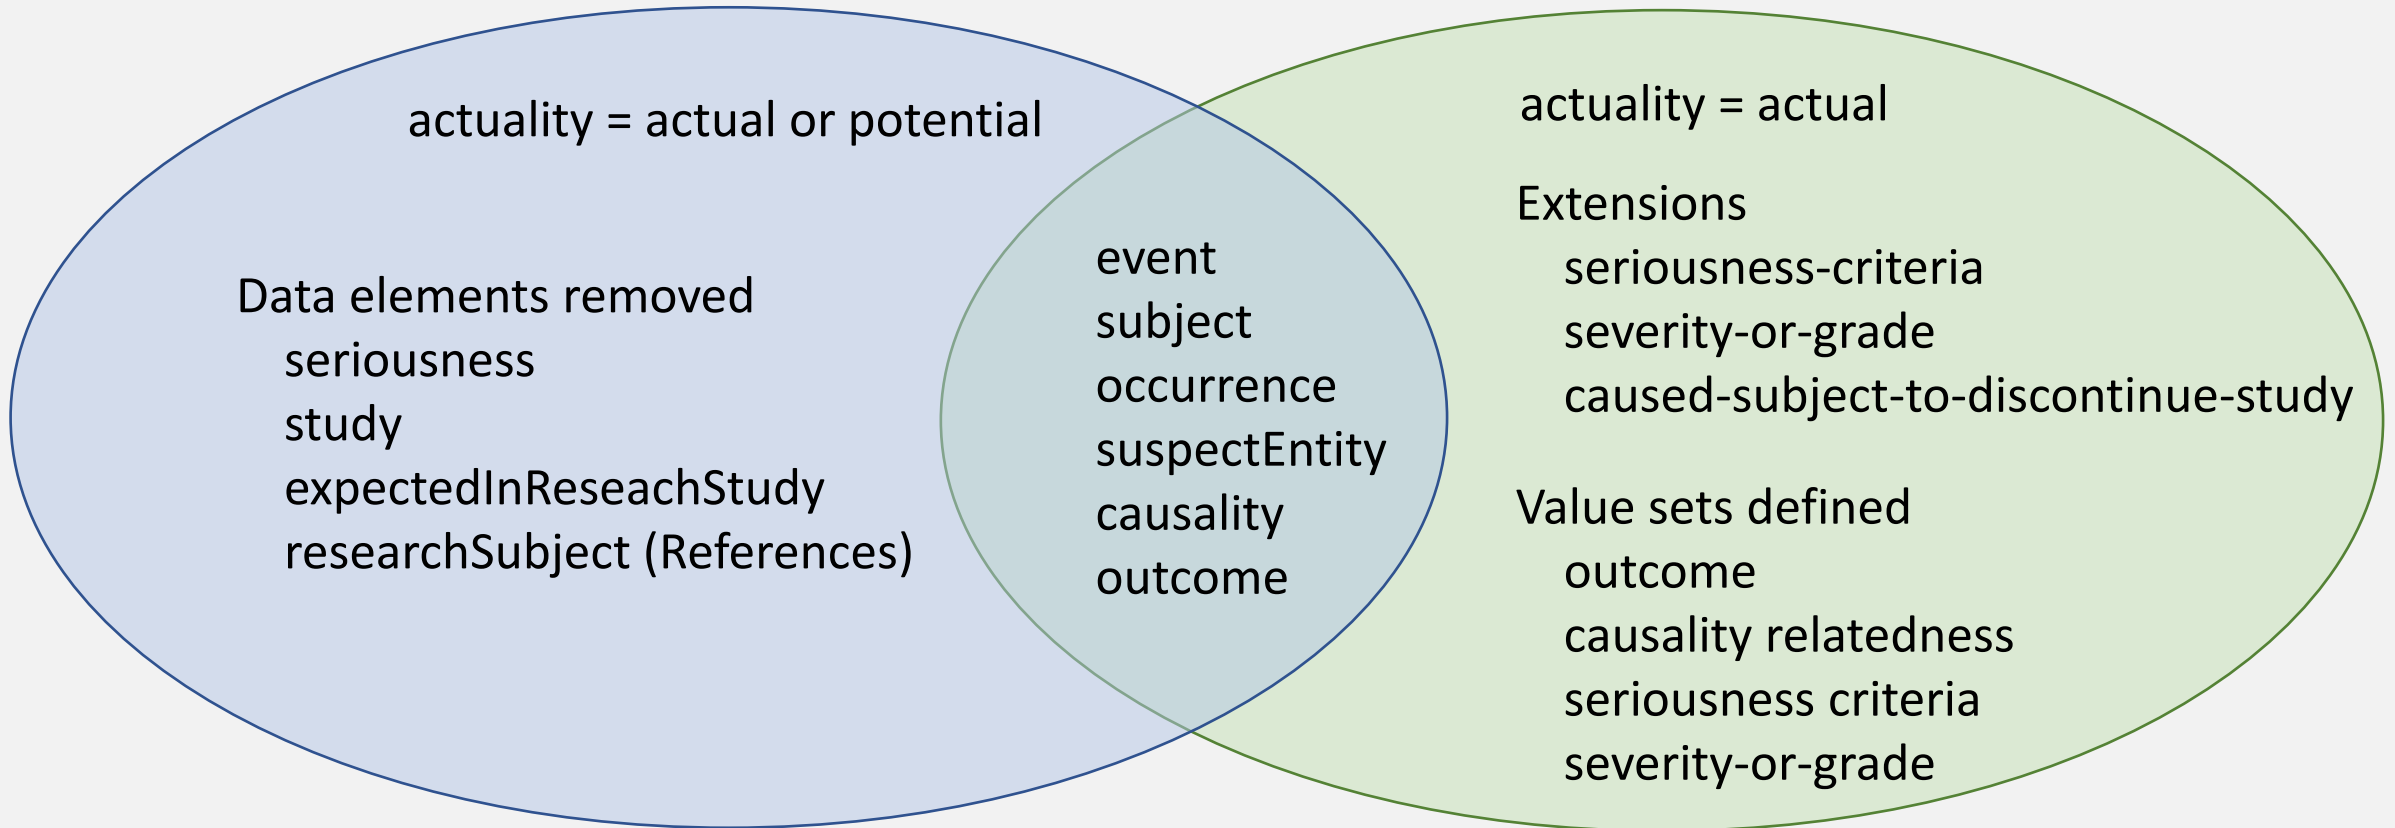 actuality = actual or potential
Data elements removed
seriousness
study
expectedInReseachStudy
researchSubject (References)
event
subject
occurrence
suspectEntity
causality
outcome
actuality = actual
Extensions
seriousness-criteria
severity-or-grade
caused-subject-to-discontinue-study
Value sets defined
outcome
causality relatedness
seriousness criteria
severity-or-grade